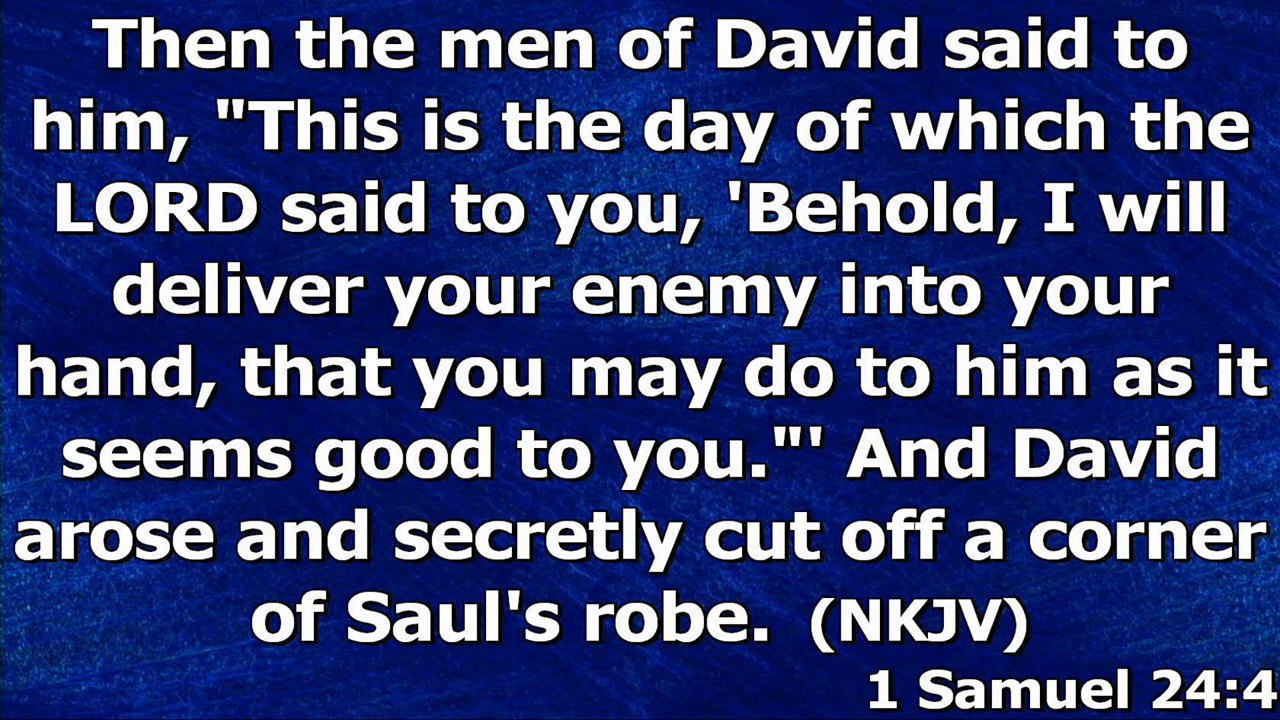 Then the men of David said to
him, "This is the day of which the
LORD said to you, 'Behold, I will
deliver your enemy into your
hand, that you may do to him as it
seems good to you."' And David
arose and secretly cut off a corner
of Saul's robe. (NKJV)
1 Samuel 24:4